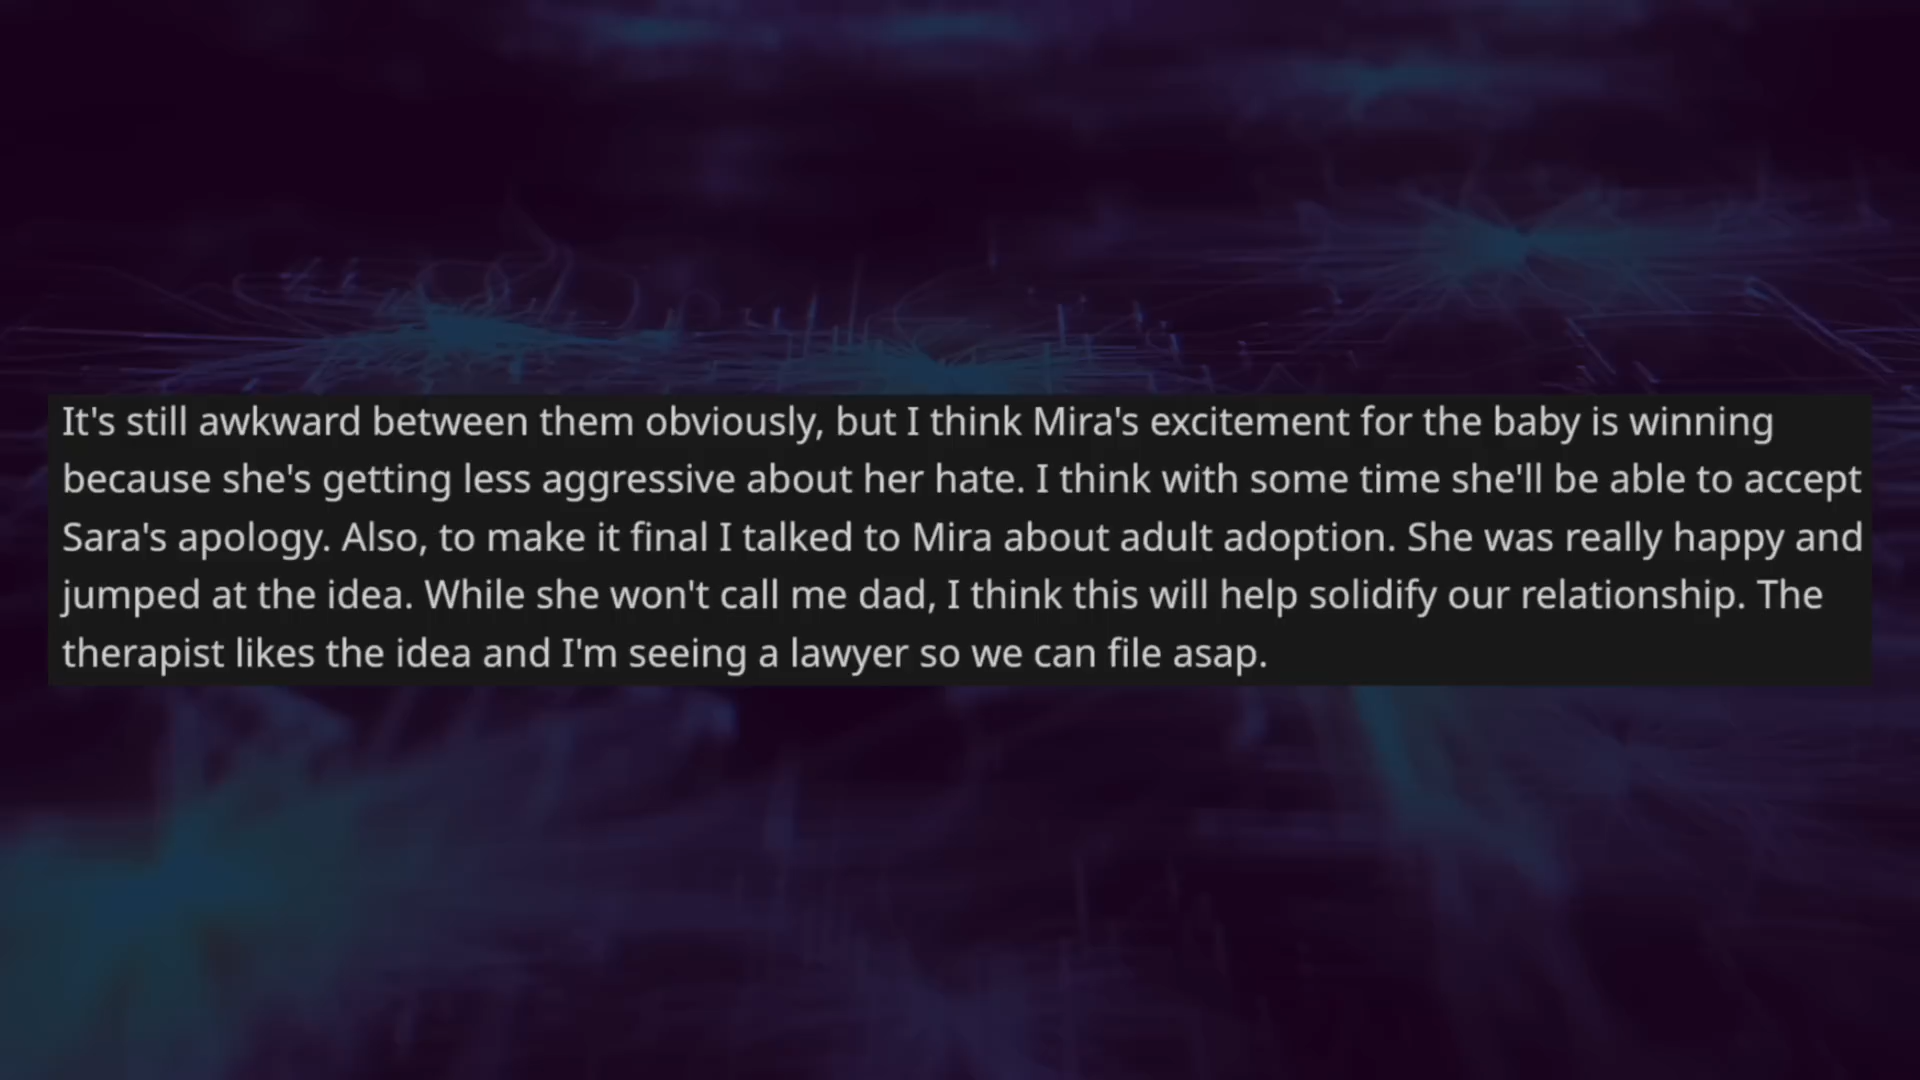 It's still awkward between them obviously, but I think Mira's excitement for the baby is winning
because she's getting less aggressive about her hate. I think with some time she'll be able to accept
Sara's apology. Also, to make it final I talked to Mira about adult adoption. She was really happy and
jumped at the idea. While she won't call me dad, I think this will help solidify our relationship. The
therapist likes the idea and I'm seeing a lawyer so we can file asap.